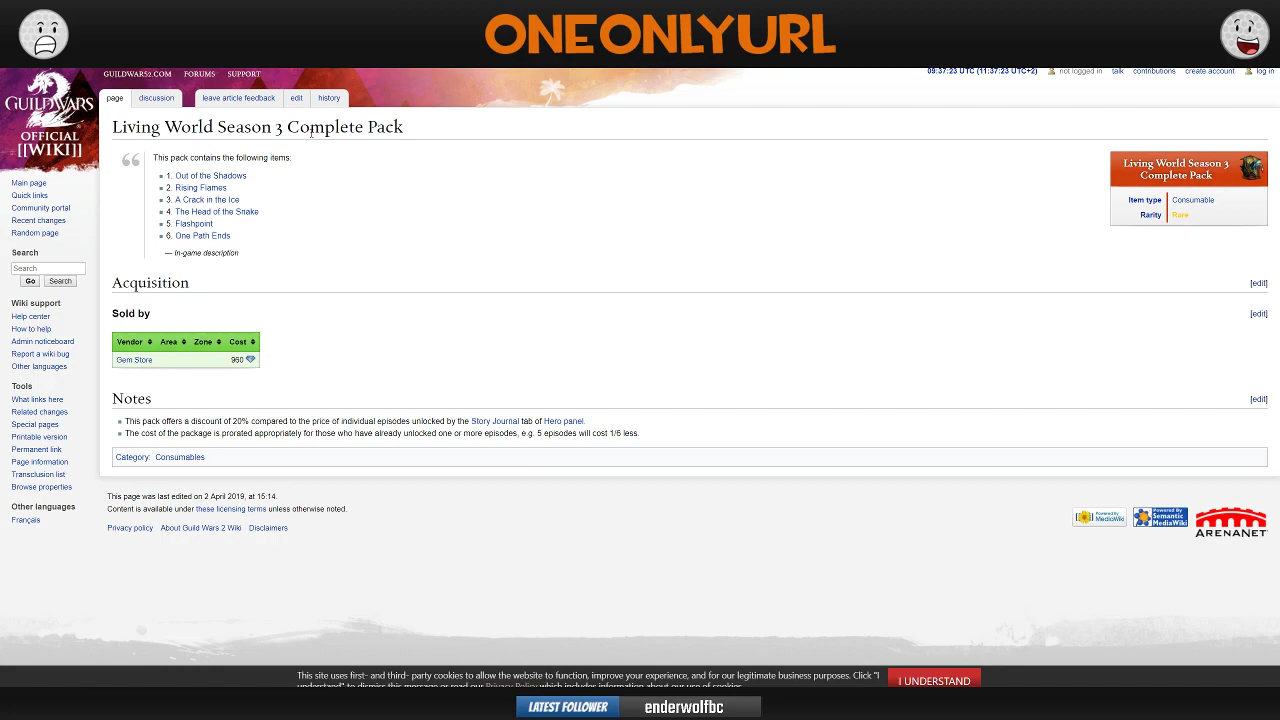 ONEONLYURL
GUILDWARS2.COM FORUMS SUPPORT
09:37:23 UTC (11:37:23 UTC+2) not logged in talk contributions create account log in
GUILDWARS
OFFICIAL
[[WIKI]]
page discussion leave article feedback edit history
Living World Season 3 Complete Pack
This pack contains the following items:
1. Out of the Shadows
2. Rising Flames
3. A Crack in the Ice
4. The Head of the Snake
5. Flashpoint
6. One Path Ends
— In-game description
Living World Season 3
Complete Pack
Item type Consumable
Rarity Rare
Acquisition [edit]
Sold by [edit]
Vendor Area Zone Cost
Gem Store 960
Notes [edit]
This pack offers a discount of 20% compared to the price of individual episodes unlocked by the Story Journal tab of Hero panel.
The cost of the package is prorated appropriately for those who have already unlocked one or more episodes, e.g. 5 episodes will cost 1/6 less.
Category: Consumables
Main page
Quick links
Community portal
Recent changes
Random page
Search
Search
Go Search
Wiki support
Help center
How to help
Admin noticeboard
Report a wiki bug
Other languages
Tools
What links here
Related changes
Special pages
Printable version
Permanent link
Page information
Transclusion list
Browse properties
Other languages
Français
This page was last edited on 2 April 2019, at 15:14.
Content is available under these licensing terms unless otherwise noted.
Privacy policy About Guild Wars 2 Wiki Disclaimers
Powered By
MediaWiki
Powered By
Semantic
MediaWiki
ARENANET
This site uses first- and third- party cookies to allow the website to function, improve your experience, and for our legitimate business purposes. Click "I
understand" to dismiss this message or read our Privacy Policy which includes information about our use of cookies.
I UNDERSTAND
LATEST FOLLOWER enderwolfbc